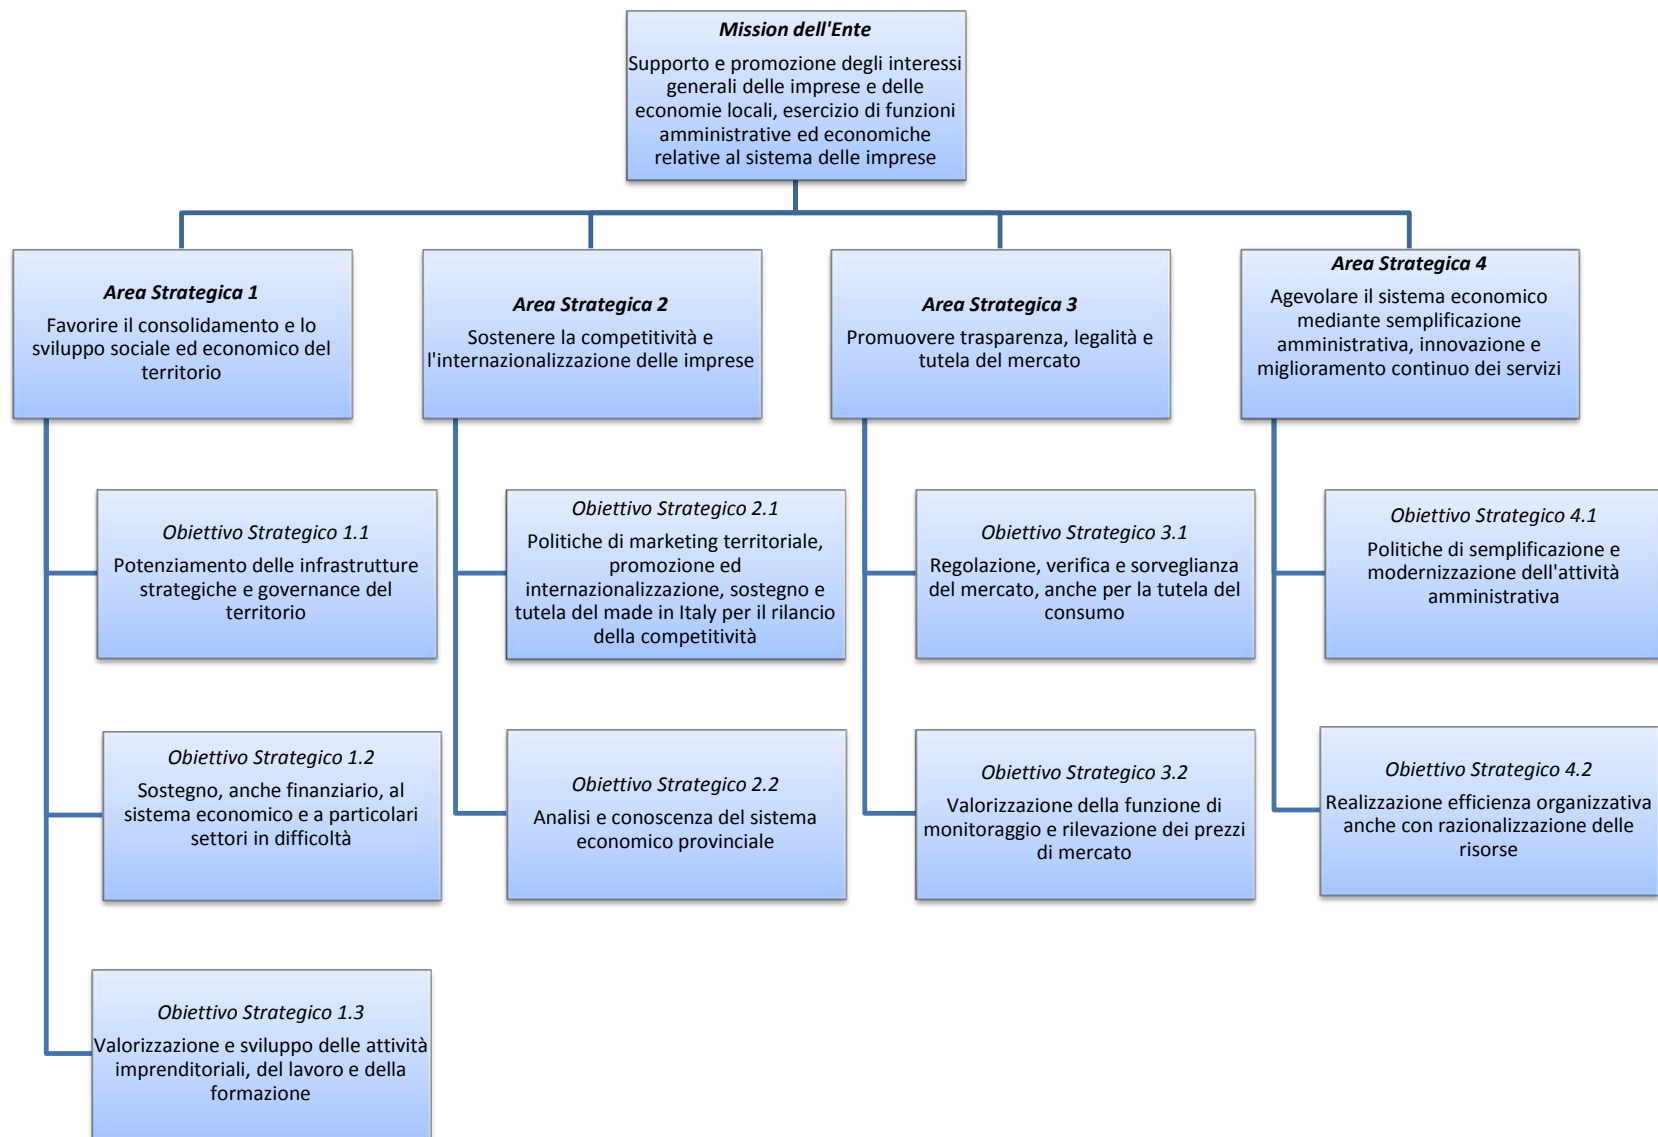 Mission dell'Ente
Supporto e promozione degli interessi
generali delle imprese e delle
economie locali, esercizio di funzioni
amministrative ed economiche
relative al sistema delle imprese
Area Strategica 1
Favorire il consolidamento e lo
sviluppo sociale ed economico del
territorio
Area Strategica 2
Sostenere la competitività e
l'internazionalizzazione delle imprese
Area Strategica 3
Promuovere trasparenza, legalità e
tutela del mercato
Area Strategica 4
Agevolare il sistema economico
mediante semplificazione
amministrativa, innovazione e
miglioramento continuo dei servizi
Obiettivo Strategico 1.1
Potenziamento delle infrastrutture
strategiche e governance del
territorio
Obiettivo Strategico 2.1
Politiche di marketing territoriale,
promozione ed
internazionalizzazione, sostegno e
tutela del made in Italy per il rilancio
della competitività
Obiettivo Strategico 3.1
Regolazione, verifica e sorveglianza
del mercato, anche per la tutela del
consumo
Obiettivo Strategico 4.1
Politiche di semplificazione e
modernizzazione dell'attività
amministrativa
Obiettivo Strategico 1.2
Sostegno, anche finanziario, al
sistema economico e a particolari
settori in difficoltà
Obiettivo Strategico 2.2
Analisi e conoscenza del sistema
economico provinciale
Obiettivo Strategico 3.2
Valorizzazione della funzione di
monitoraggio e rilevazione dei prezzi
di mercato
Obiettivo Strategico 4.2
Realizzazione efficienza organizzativa
anche con razionalizzazione delle
risorse
Obiettivo Strategico 1.3
Valorizzazione e sviluppo delle attività
imprenditoriali, del lavoro e della
formazione